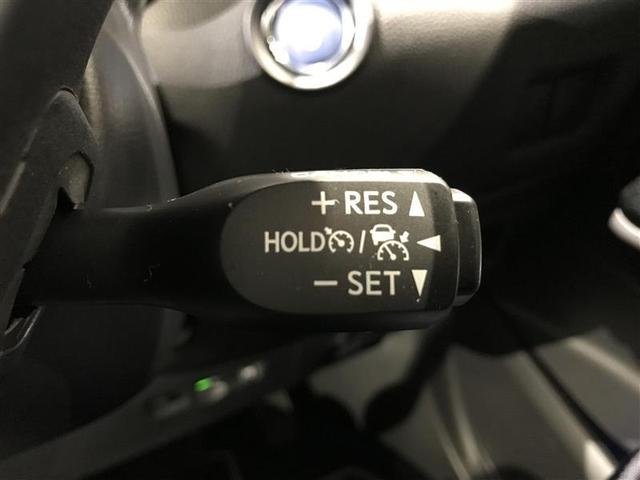 + RES ▲
HOLD / ◀
− SET ▼